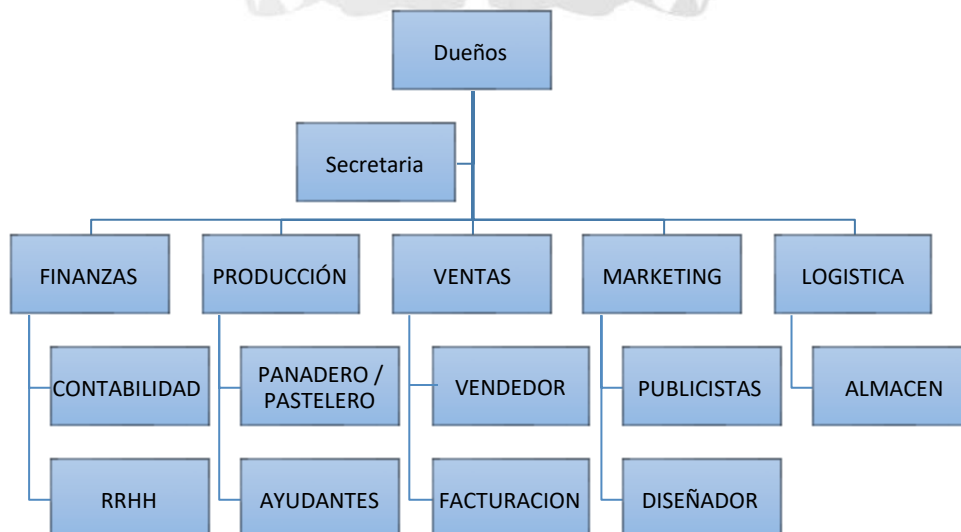 Dueños
Secretaria
FINANZAS
PRODUCCIÓN
VENTAS
MARKETING
LOGISTICA
CONTABILIDAD
PANADERO /
PASTELERO
VENDEDOR
PUBLICISTAS
ALMACEN
RRHH
AYUDANTES
FACTURACION
DISEÑADOR